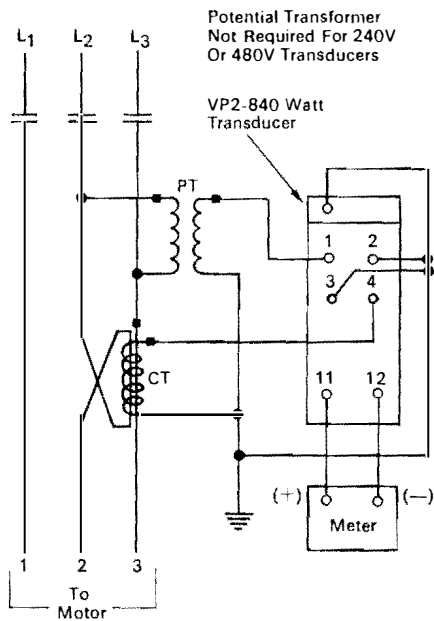 Potential Transformer
Not Required For 240V
Or 480V Transducers
L1 L2 L3
VP2-840 Watt
Transducer
PT
1 2
3 4
CT
11 12
(+) (—)
Meter
1 2 3
To
Motor